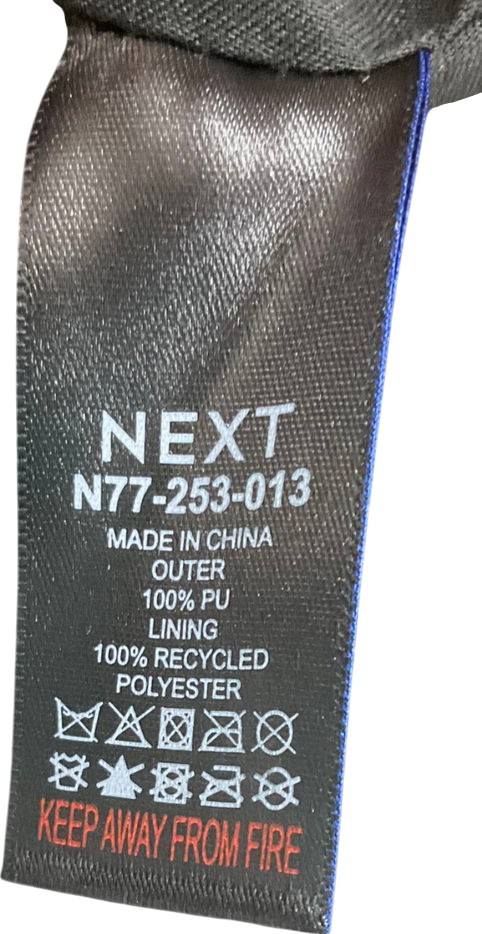 NEXT
N77-253-013
MADE IN CHINA
OUTER
100% PU
LINING
100% RECYCLED
POLYESTER
KEEP AWAY FROM FIRE